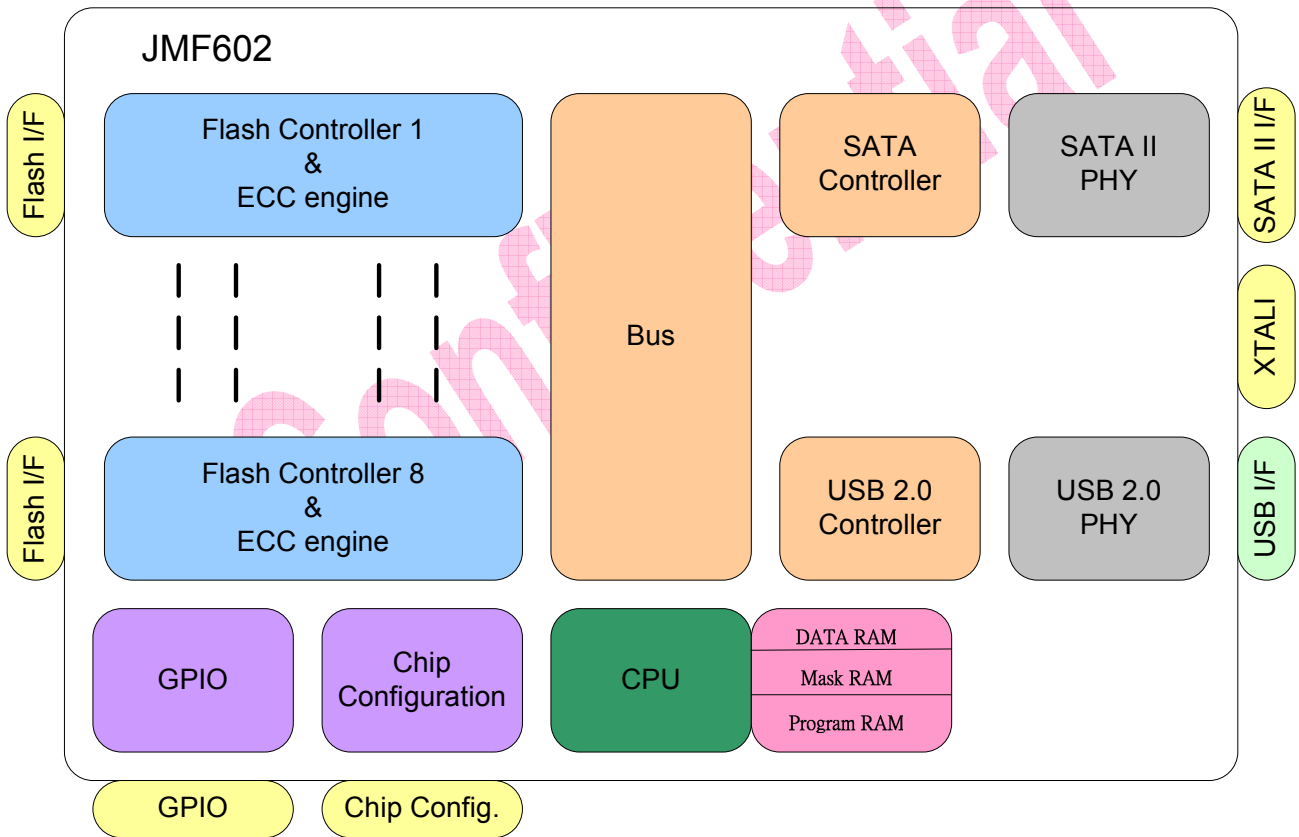 JMF602
Flash I/F
Flash Controller 1
&
ECC engine
Bus
SATA
Controller
SATA II
PHY
SATA II I/F
XTALI
Flash I/F
Flash Controller 8
&
ECC engine
USB 2.0
Controller
USB 2.0
PHY
USB I/F
GPIO
Chip
Configuration
CPU
DATA RAM
Mask RAM
Program RAM
GPIO
Chip Config.
Confidential